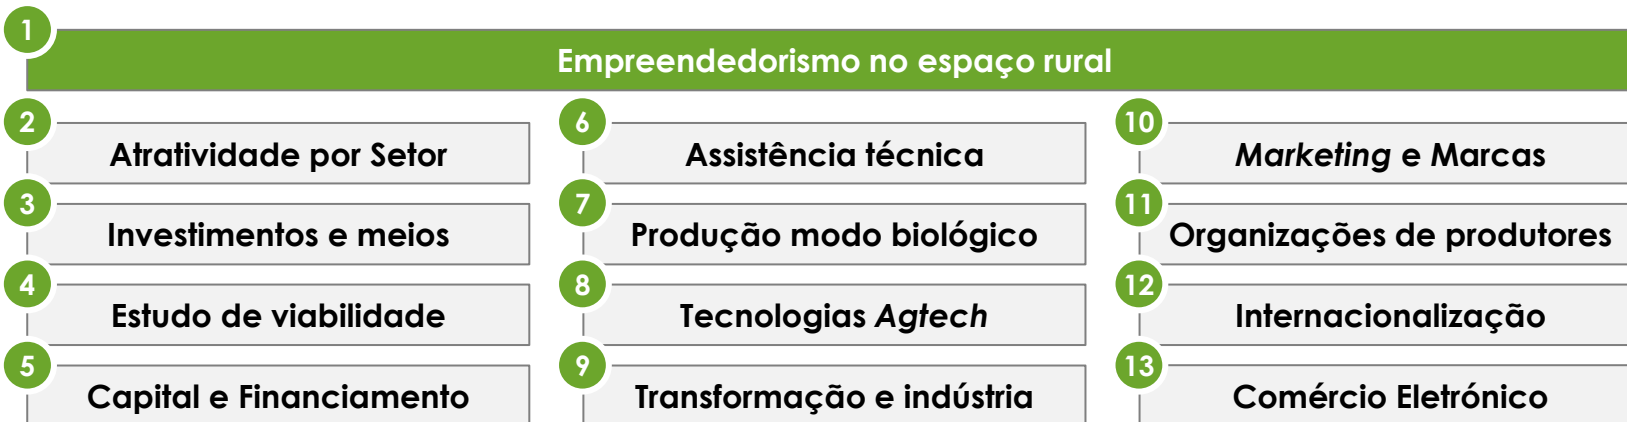 1
Empreendedorismo no espaço rural
2
Atratividade por Setor
3
Investimentos e meios
4
Estudo de viabilidade
5
Capital e Financiamento
6
Assistência técnica
7
Produção modo biológico
8
Tecnologias Agtech
9
Transformação e indústria
10
Marketing e Marcas
11
Organizações de produtores
12
Internacionalização
13
Comércio Eletrónico